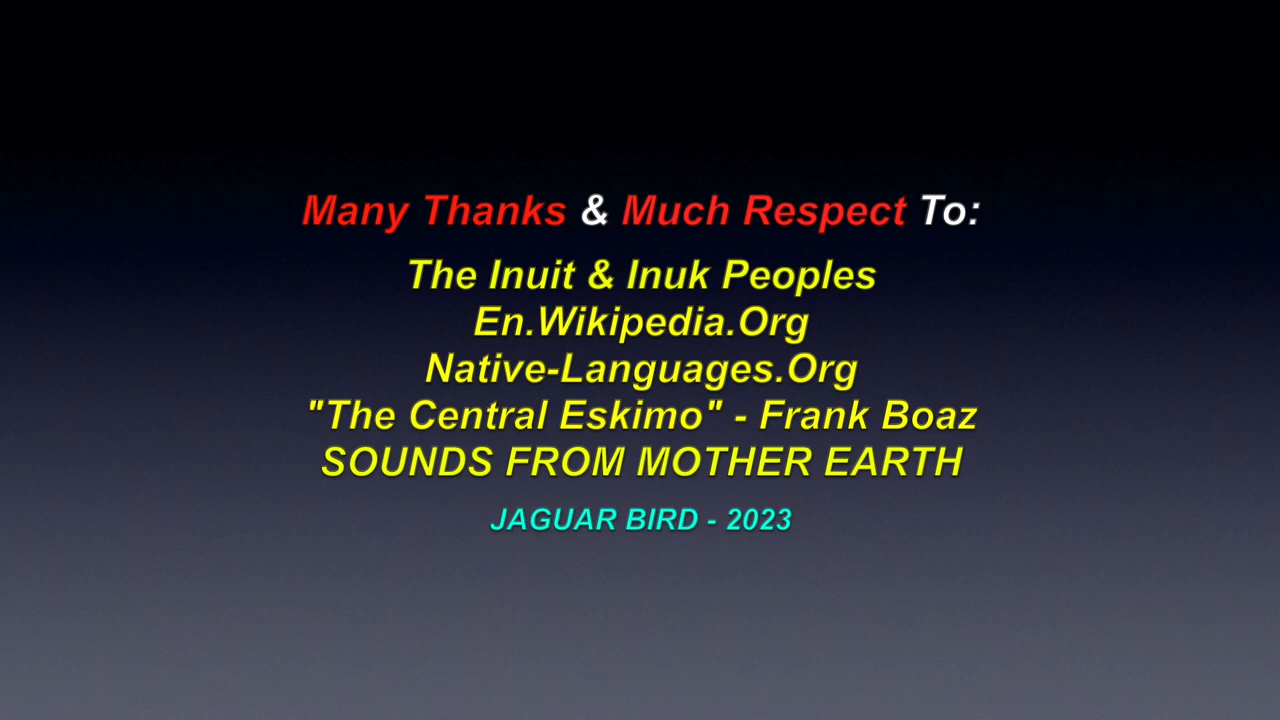 Many Thanks & Much Respect To:
The Inuit & Inuk Peoples
En.Wikipedia.Org
Native-Languages.Org
"The Central Eskimo" - Frank Boaz
SOUNDS FROM MOTHER EARTH
JAGUAR BIRD - 2023